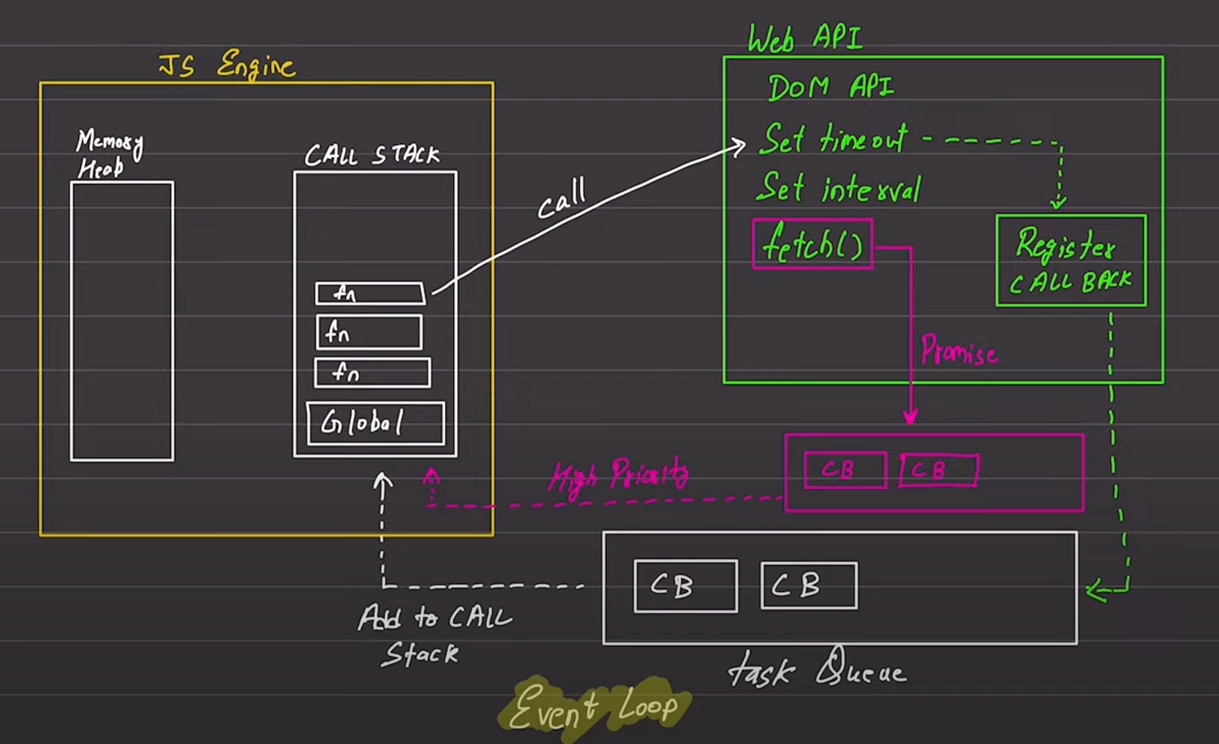 JS Engine
Memory
Heap
CALL STACK
fn
fn
fn
Global
call
Web API
DOM API
Set timeout
Set interval
fetch()
Register
CALL BACK
Promise
High Priority
CB CB
CB CB
Add to CALL
Stack
task Queue
Event Loop